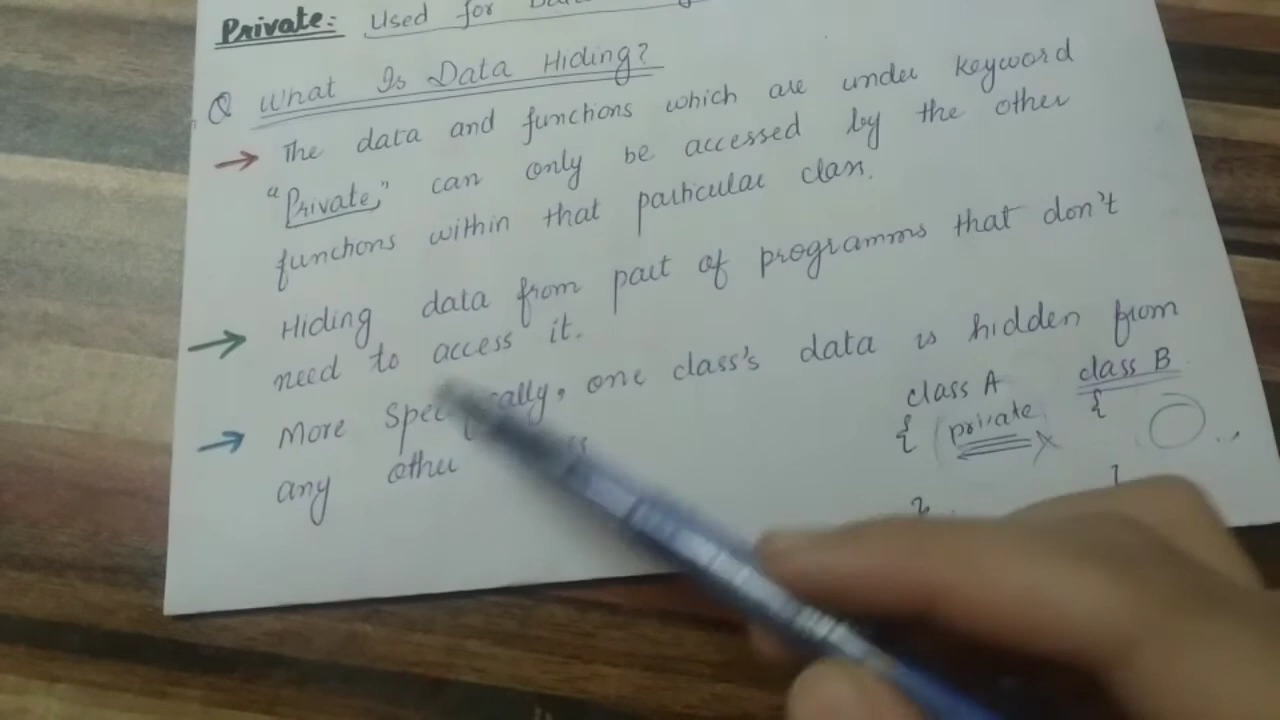 Private: Used for
Q What Is Data Hiding?
→ The data and functions which are under keyword
"Private" can only be accessed by the other
functions within that particular class.
→ Hiding data from part of programms that don't
need to access it.
→ More one class's data is hidden from
any other
class A class B
{ private {
}